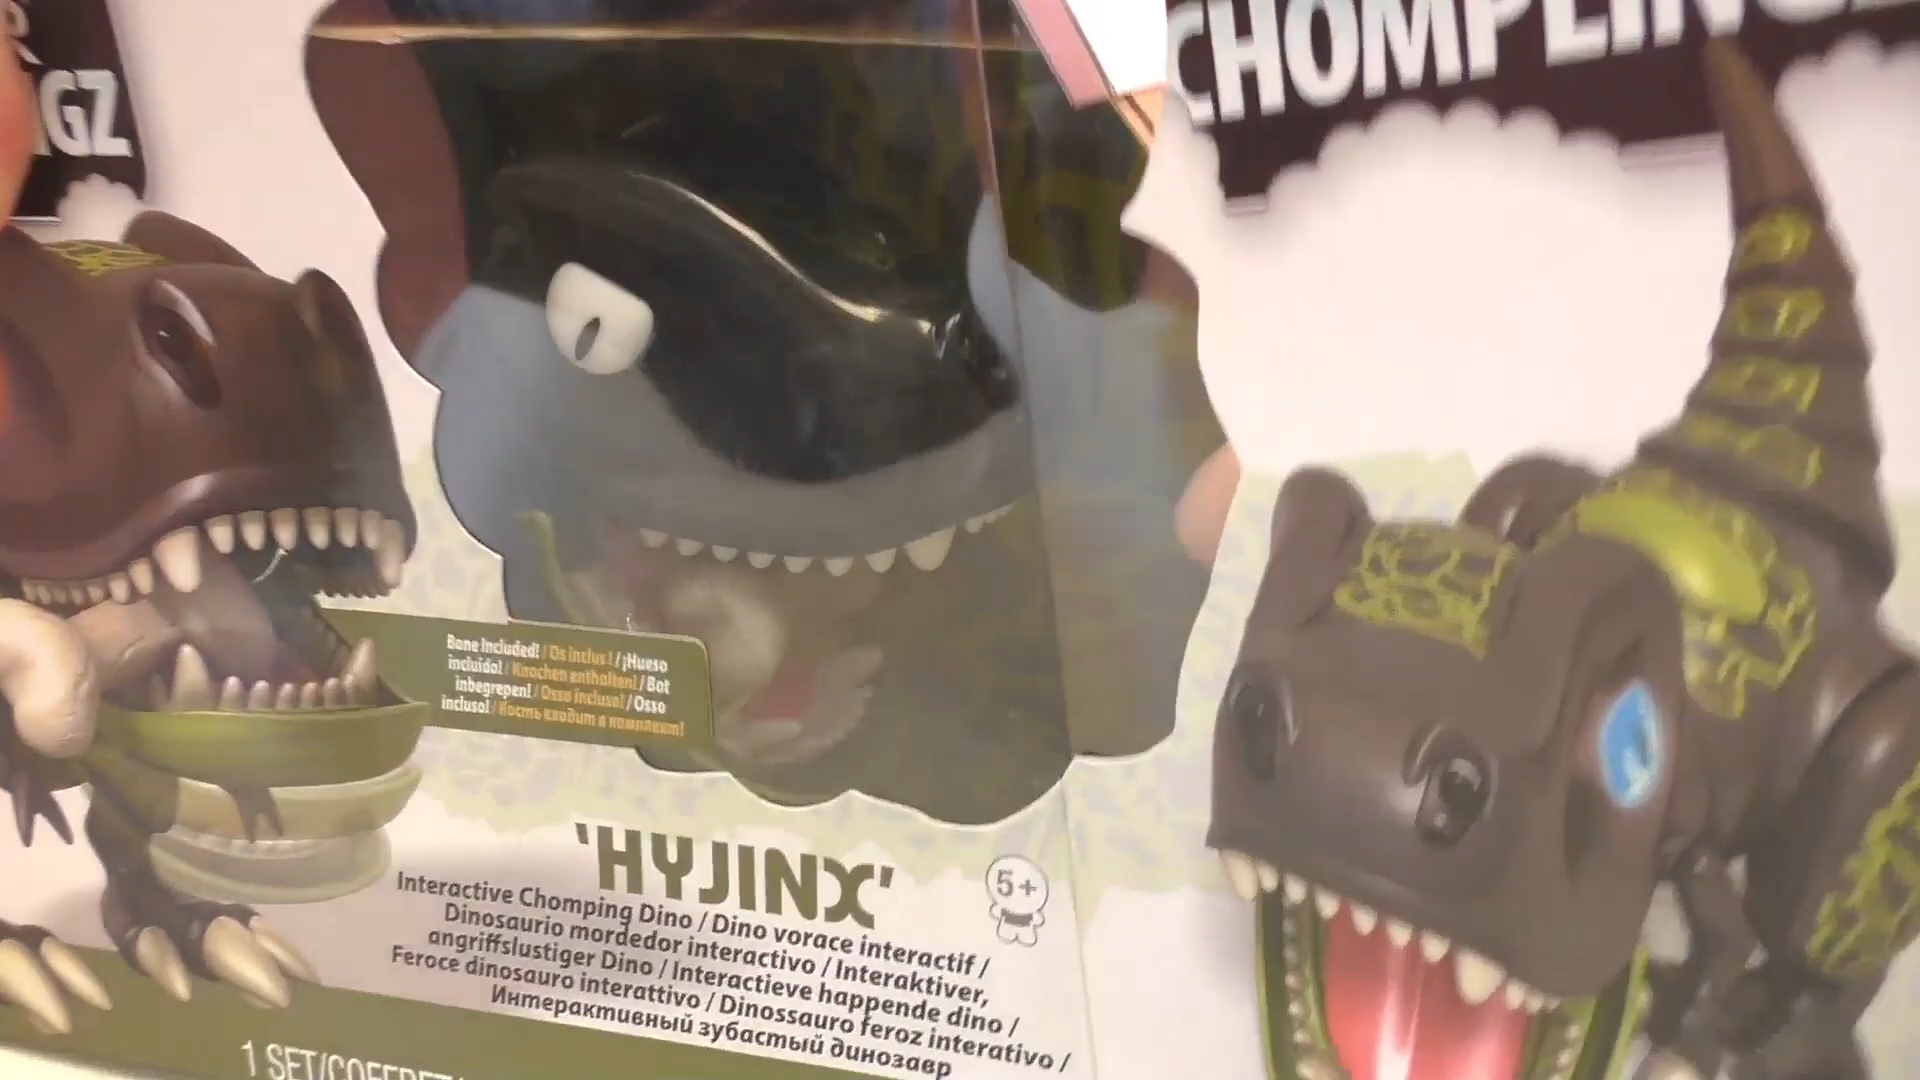 GZ
CHOMPLING
Bone Included! / Os inclus ! / ¡Hueso
incluido! / Knochen enthalten! / Bot
inbegrepen! / Osso incluso! / Osso
incluso! / Кость входит в комплект!
'HYJINX'
5+
Interactive Chomping Dino / Dino vorace interactif /
Dinosaurio mordedor interactivo / Interaktiver,
angriffslustiger Dino / Interactieve happende dino /
Feroce dinosauro interattivo / Dinossauro feroz interativo /
Интерактивный зубастый динозавр
1 SET/COFFRET/